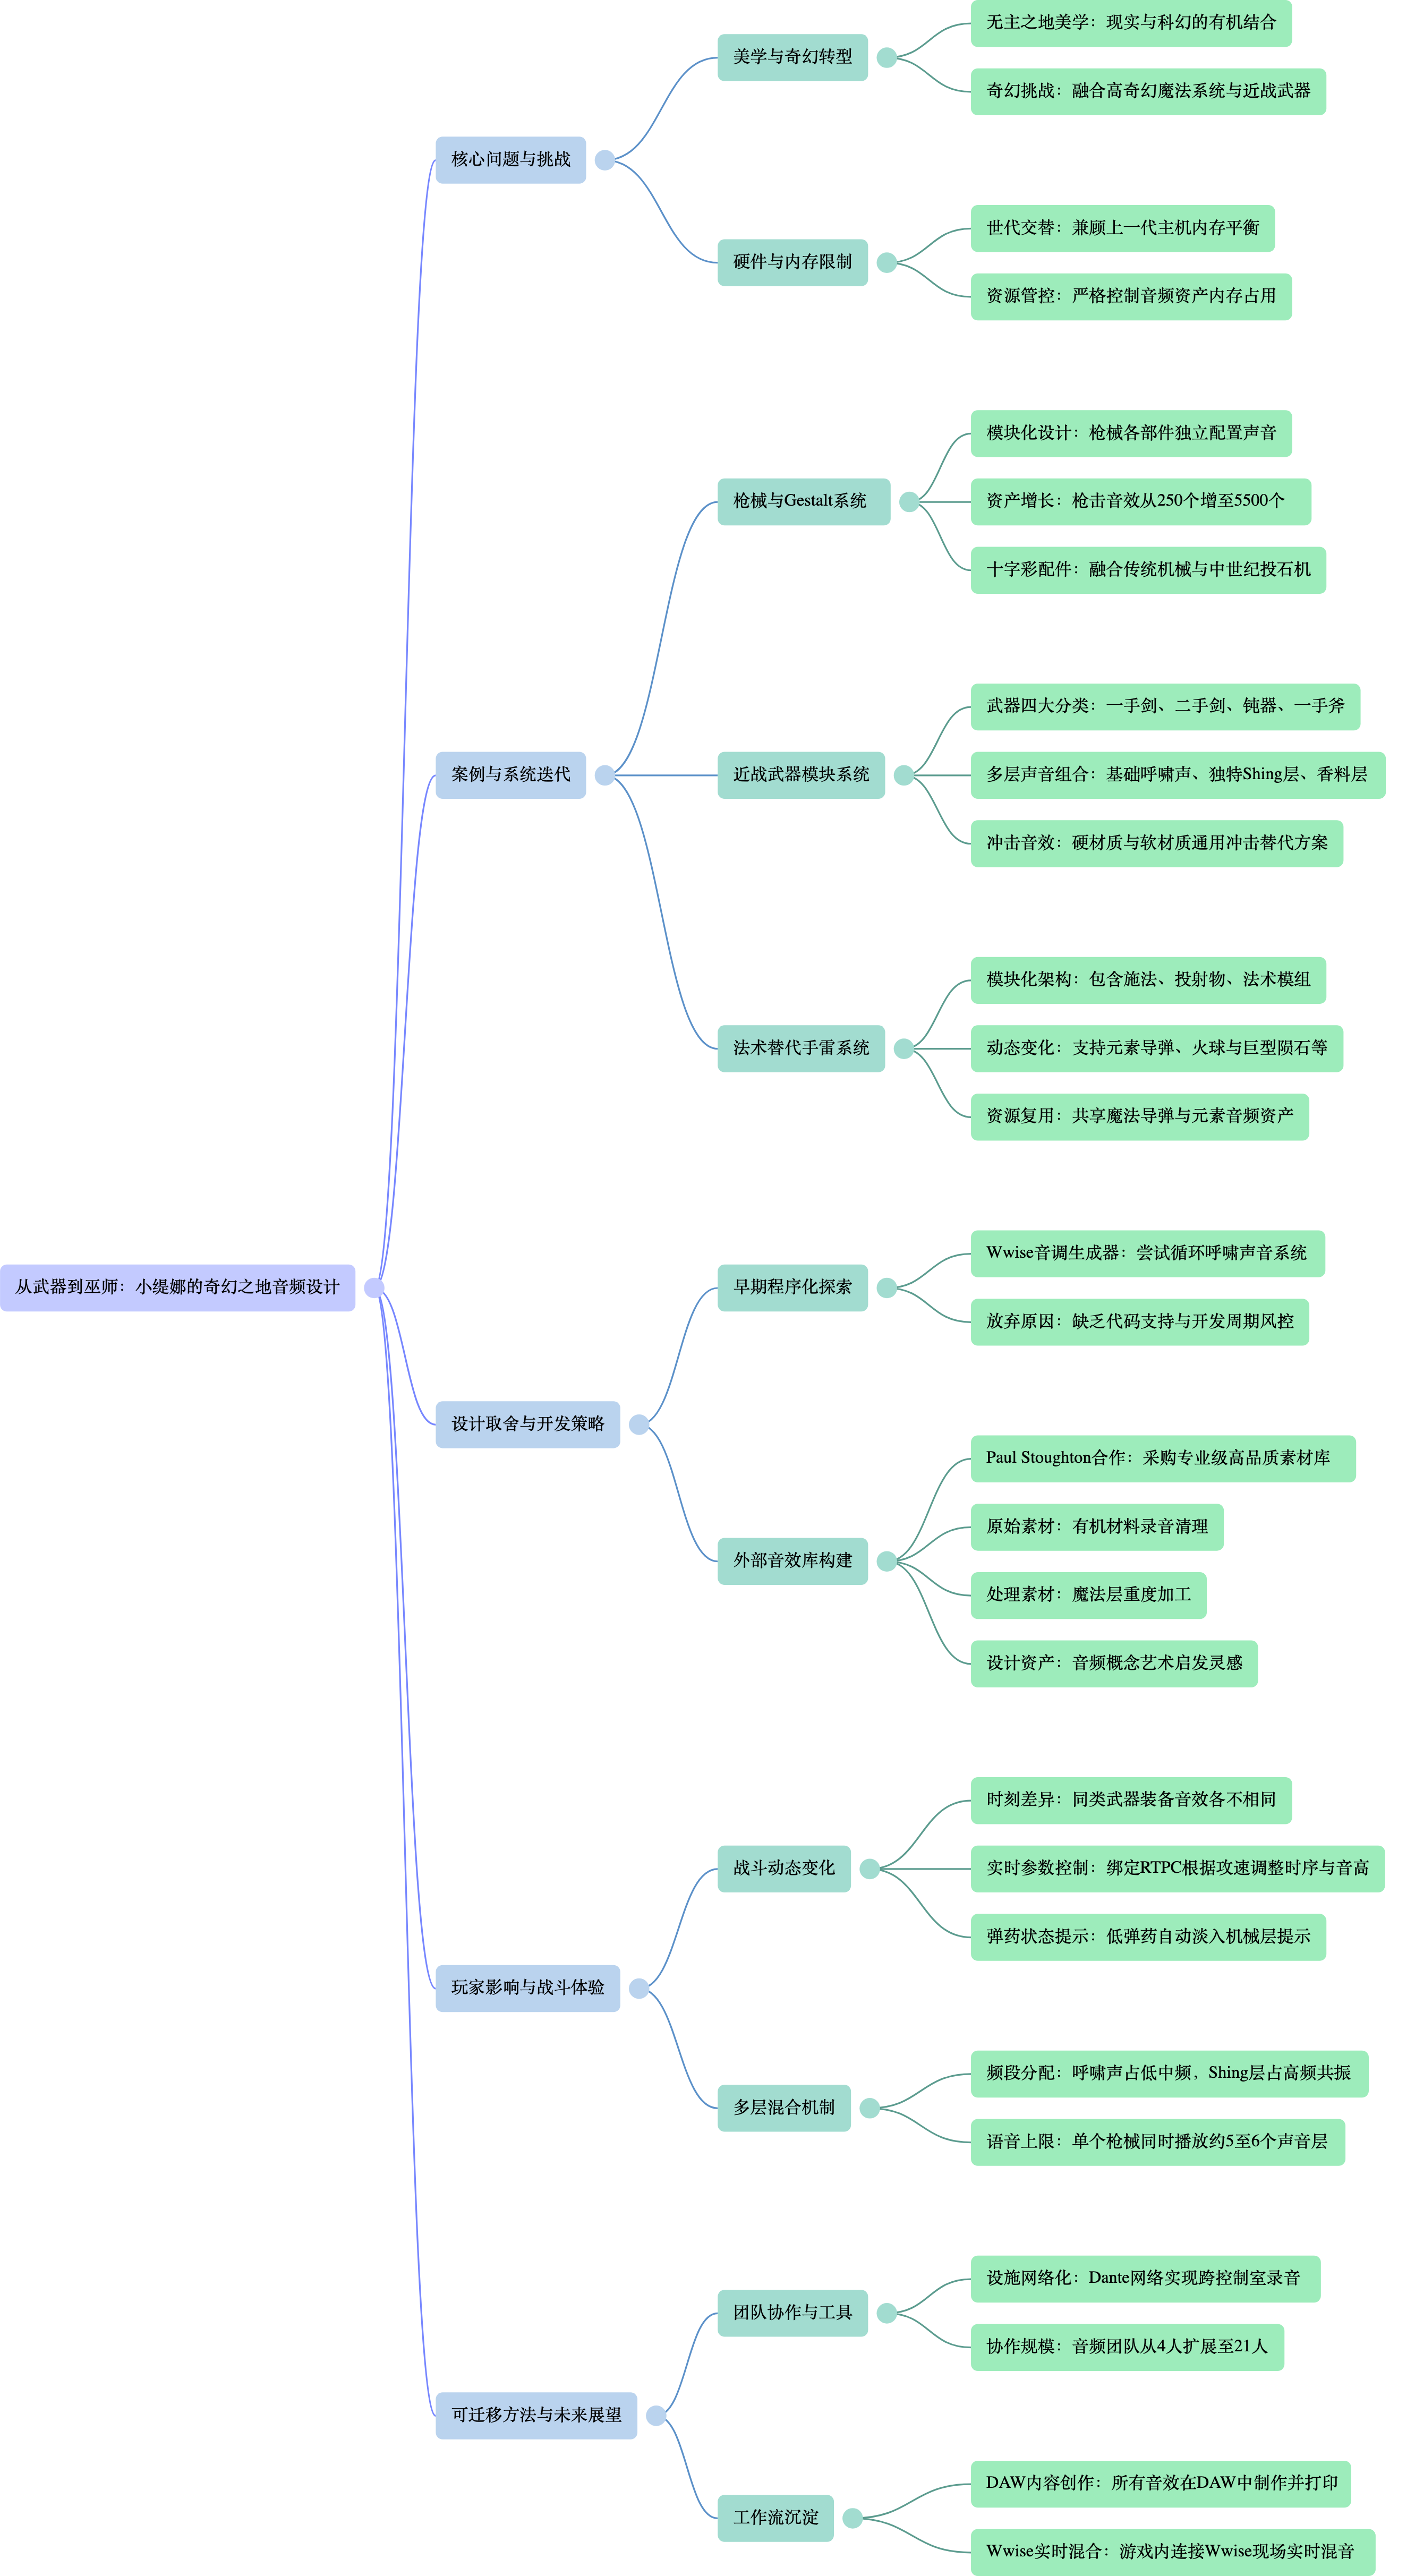 从武器到巫师：小缇娜的奇幻之地音频设计
核心问题与挑战
美学与奇幻转型
无主之地美学：现实与科幻的有机结合
奇幻挑战：融合高奇幻魔法系统与近战武器
硬件与内存限制
世代交替：兼顾上一代主机内存平衡
资源管控：严格控制音频资产内存占用
案例与系统迭代
枪械与Gestalt系统
模块化设计：枪械各部件独立配置声音
资产增长：枪击音效从250个增至5500个
十字彩配件：融合传统机械与中世纪投石机
近战武器模块系统
武器四大分类：一手剑、二手剑、钝器、一手斧
多层声音组合：基础呼啸声、独特Shing层、香料层
冲击音效：硬材质与软材质通用冲击替代方案
法术替代手雷系统
模块化架构：包含施法、投射物、法术模组
动态变化：支持元素导弹、火球与巨型陨石等
资源复用：共享魔法导弹与元素音频资产
设计取舍与开发策略
早期程序化探索
Wwise音调生成器：尝试循环呼啸声音系统
放弃原因：缺乏代码支持与开发周期风控
外部音效库构建
Paul Stoughton合作：采购专业级高品质素材库
原始素材：有机材料录音清理
处理素材：魔法层重度加工
设计资产：音频概念艺术启发灵感
玩家影响与战斗体验
战斗动态变化
时刻差异：同类武器装备音效各不相同
实时参数控制：绑定RTPC根据攻速调整时序与音高
弹药状态提示：低弹药自动淡入机械层提示
多层混合机制
频段分配：呼啸声占低中频，Shing层占高频共振
语音上限：单个枪械同时播放约5至6个声音层
可迁移方法与未来展望
团队协作与工具
设施网络化：Dante网络实现跨控制室录音
协作规模：音频团队从4人扩展至21人
工作流沉淀
DAW内容创作：所有音效在DAW中制作并打印
Wwise实时混合：游戏内连接Wwise现场实时混音